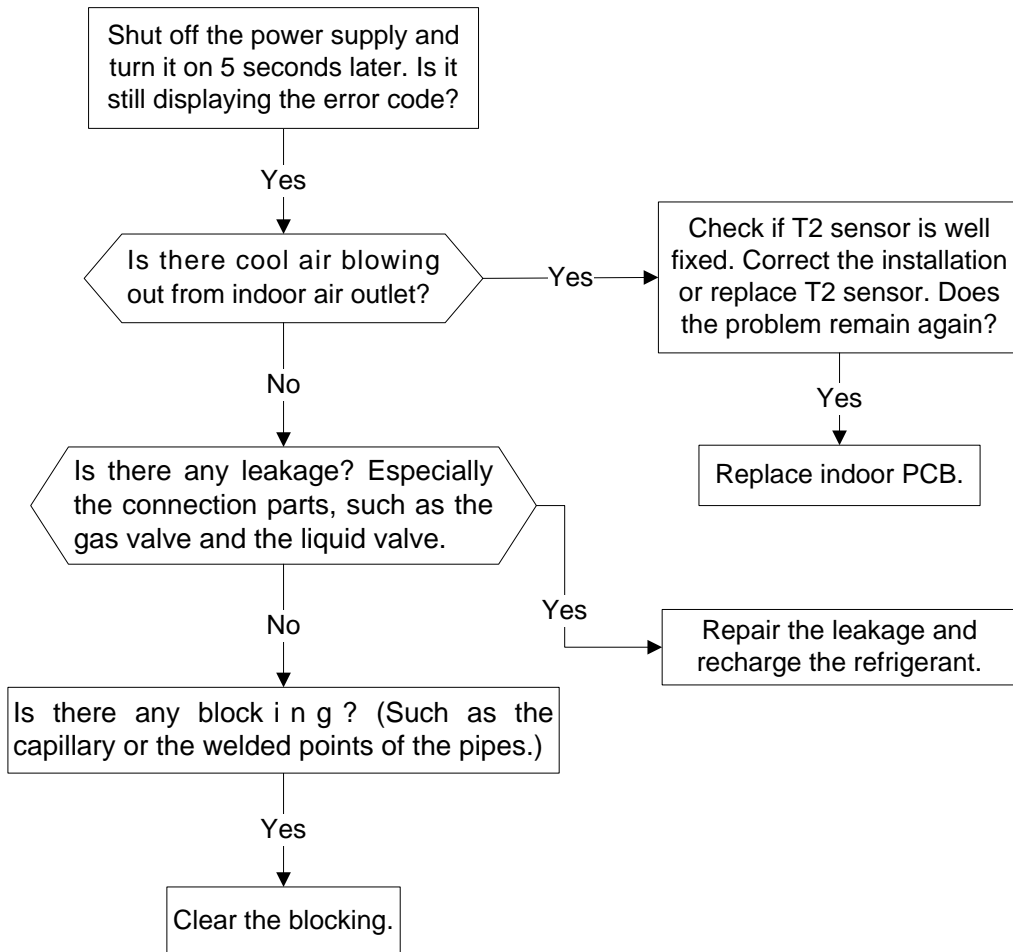 Shut off the power supply and
turn it on 5 seconds later. Is it
still displaying the error code?
Yes
Is there cool air blowing
out from indoor air outlet?
Yes
Check if T2 sensor is well
fixed. Correct the installation
or replace T2 sensor. Does
the problem remain again?
Yes
Replace indoor PCB.
No
Is there any leakage? Especially
the connection parts, such as the
gas valve and the liquid valve.
Yes
Repair the leakage and
recharge the refrigerant.
No
Is there any blocking? (Such as the
capillary or the welded points of the pipes.)
Yes
Clear the blocking.